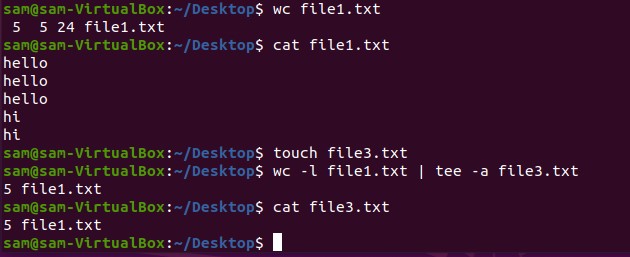 sam@sam-VirtualBox:~/Desktop$ wc file1.txt
 5  5 24 file1.txt
sam@sam-VirtualBox:~/Desktop$ cat file1.txt
hello
hello
hello
hi
hi
sam@sam-VirtualBox:~/Desktop$ touch file3.txt
sam@sam-VirtualBox:~/Desktop$ wc -l file1.txt | tee -a file3.txt
5 file1.txt
sam@sam-VirtualBox:~/Desktop$ cat file3.txt
5 file1.txt
sam@sam-VirtualBox:~/Desktop$